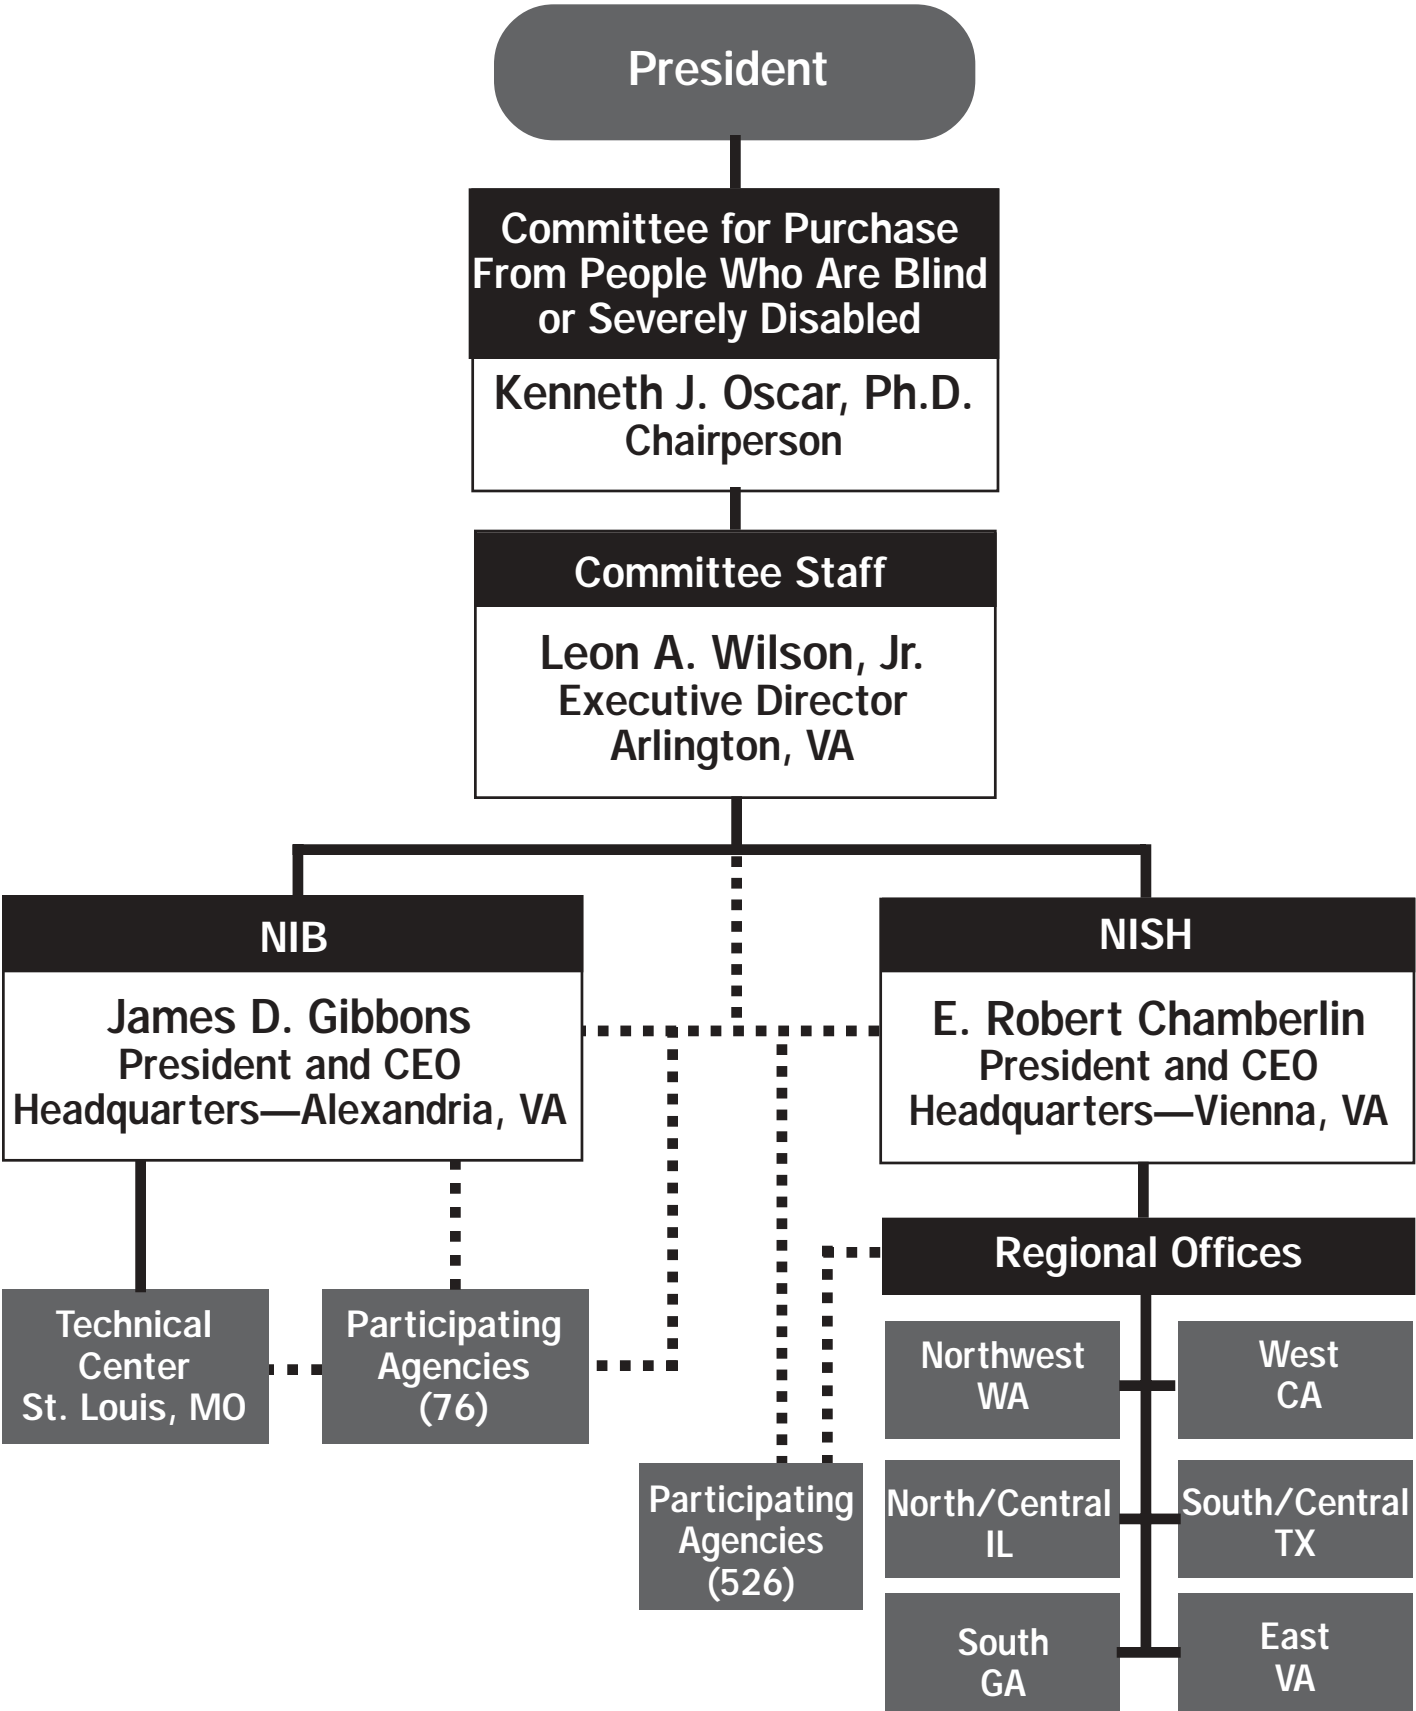 President
Committee for Purchase
From People Who Are Blind
or Severely Disabled
Kenneth J. Oscar, Ph.D.
Chairperson
Committee Staff
Leon A. Wilson, Jr.
Executive Director
Arlington, VA
NIB
James D. Gibbons
President and CEO
Headquarters—Alexandria, VA
NISH
E. Robert Chamberlin
President and CEO
Headquarters—Vienna, VA
Technical
Center
St. Louis, MO
Participating
Agencies
(76)
Participating
Agencies
(526)
Regional Offices
Northwest
WA
West
CA
North/Central
IL
South/Central
TX
South
GA
East
VA